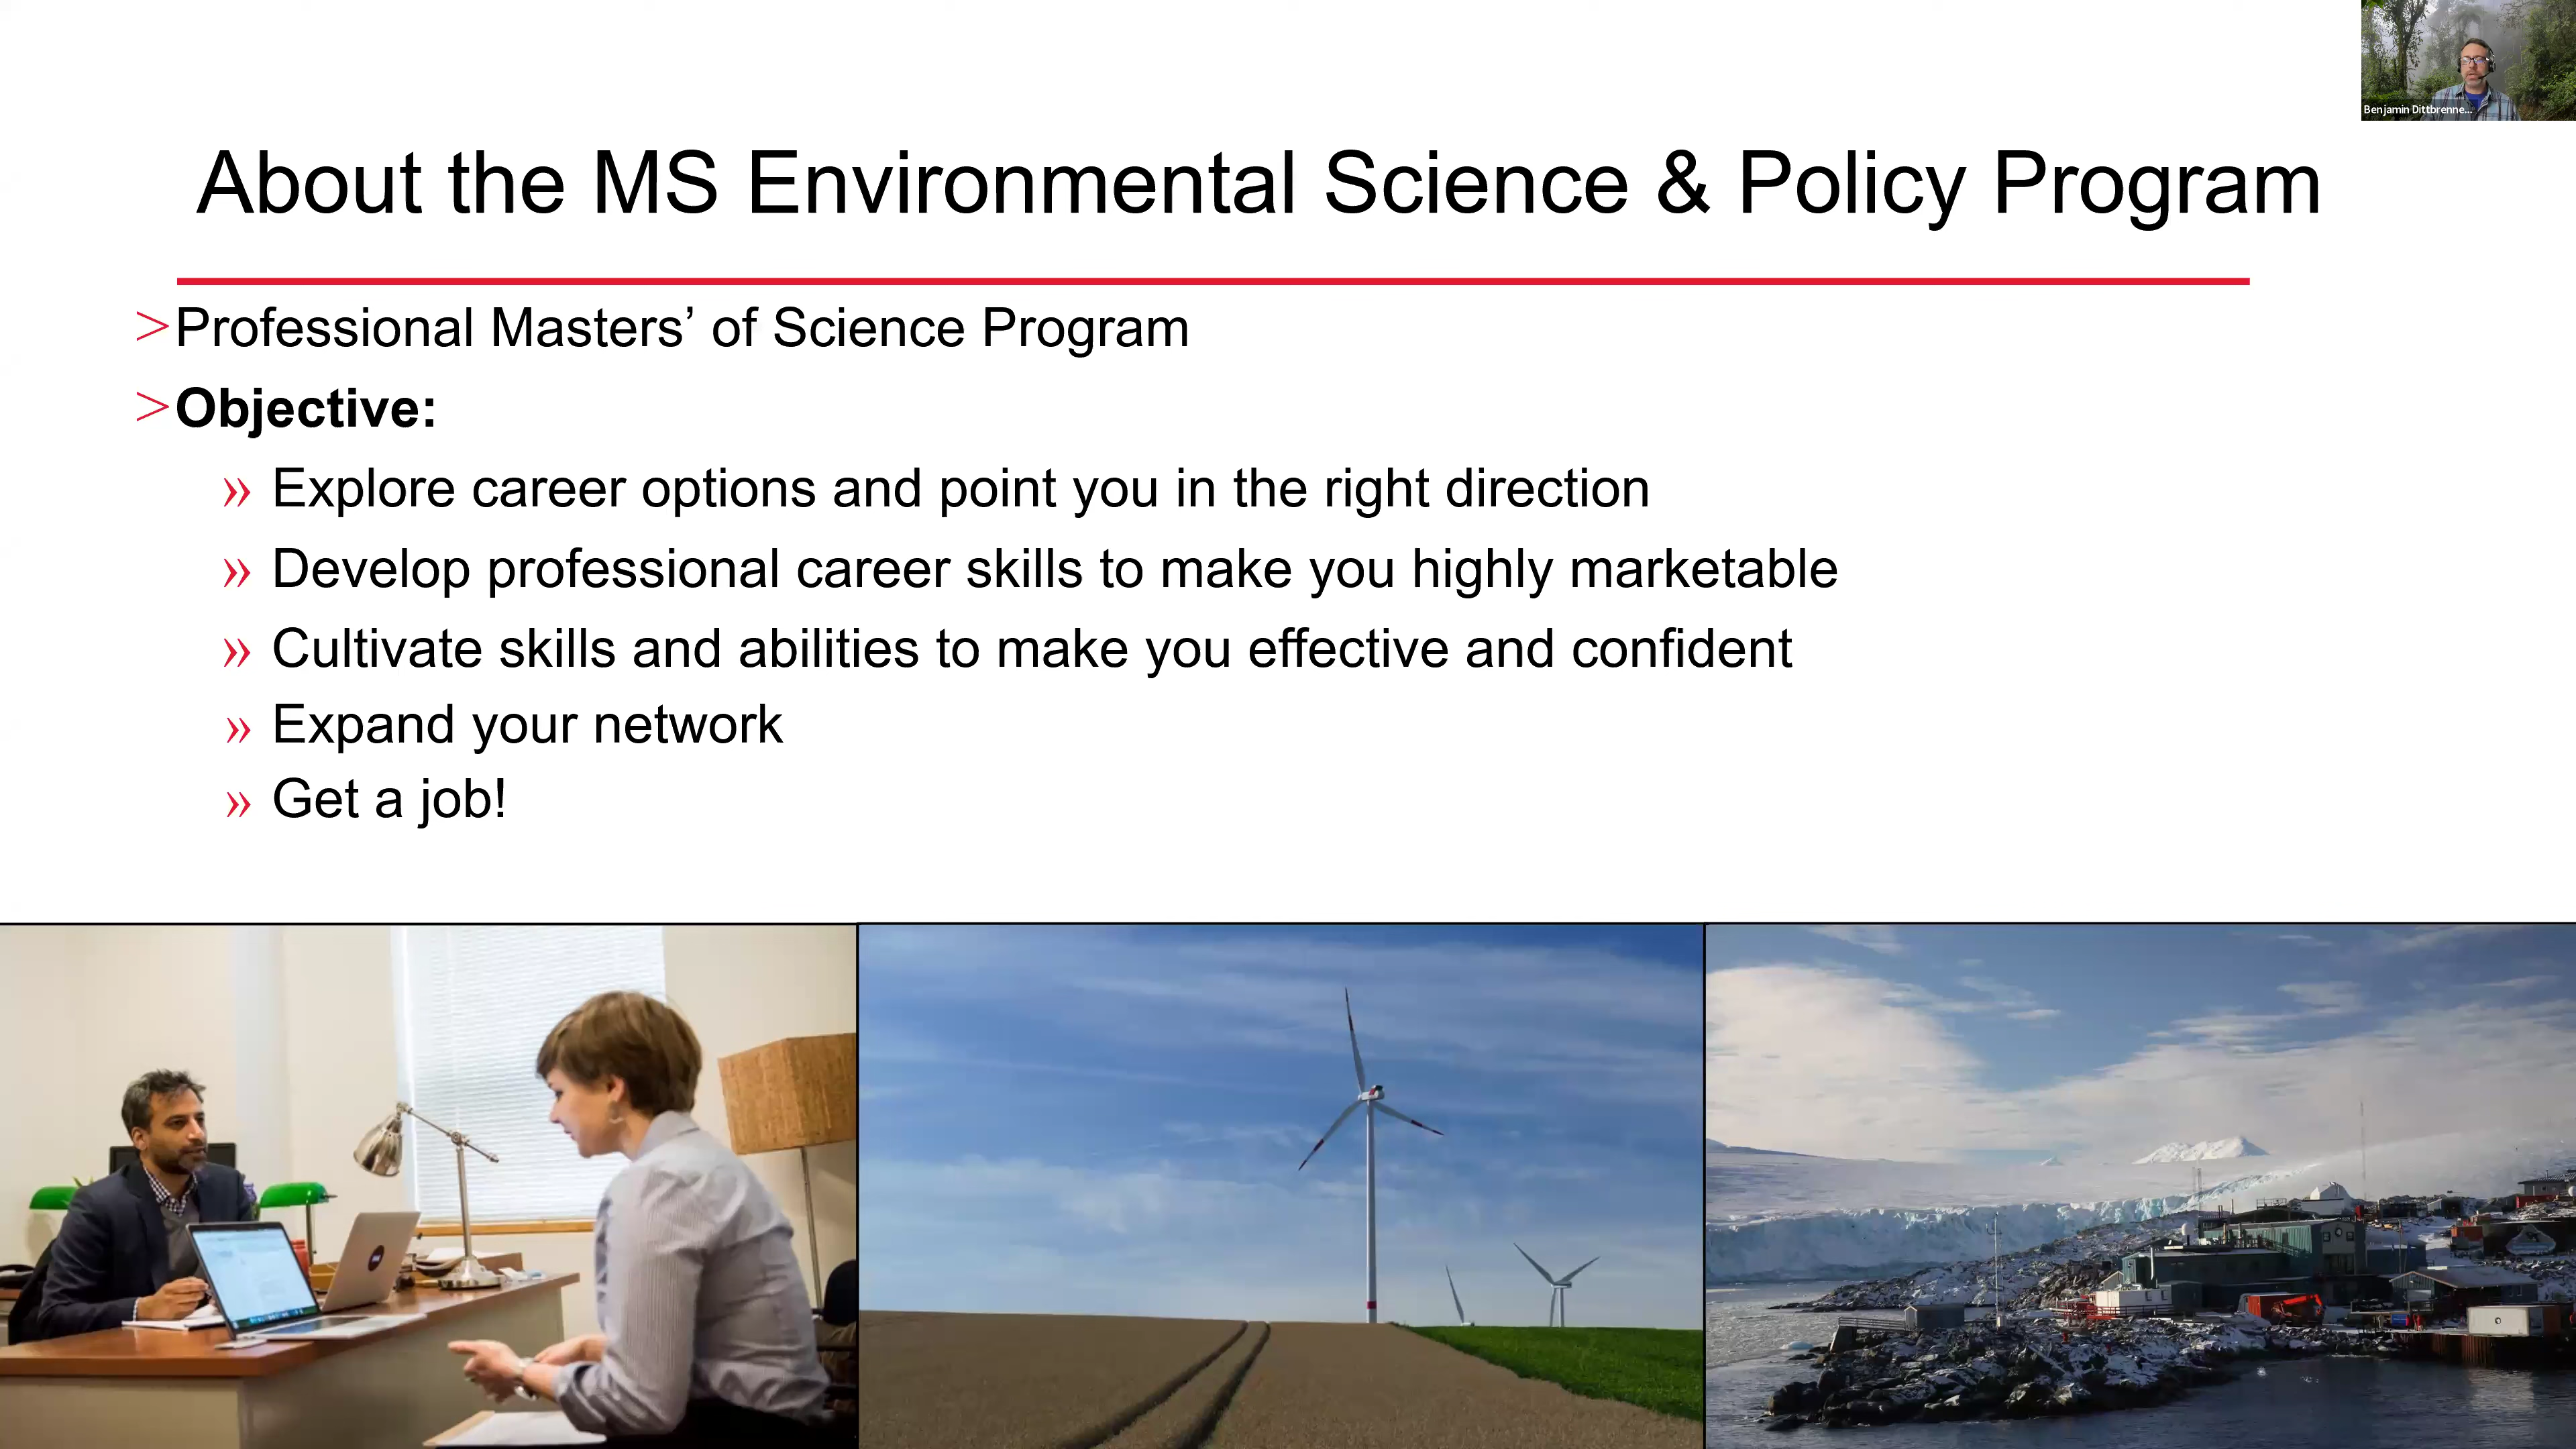 Benjamin Dittbrenne...
About the MS Environmental Science & Policy Program
>Professional Masters’ of Science Program
>Objective:
» Explore career options and point you in the right direction
» Develop professional career skills to make you highly marketable
» Cultivate skills and abilities to make you effective and confident
» Expand your network
» Get a job!